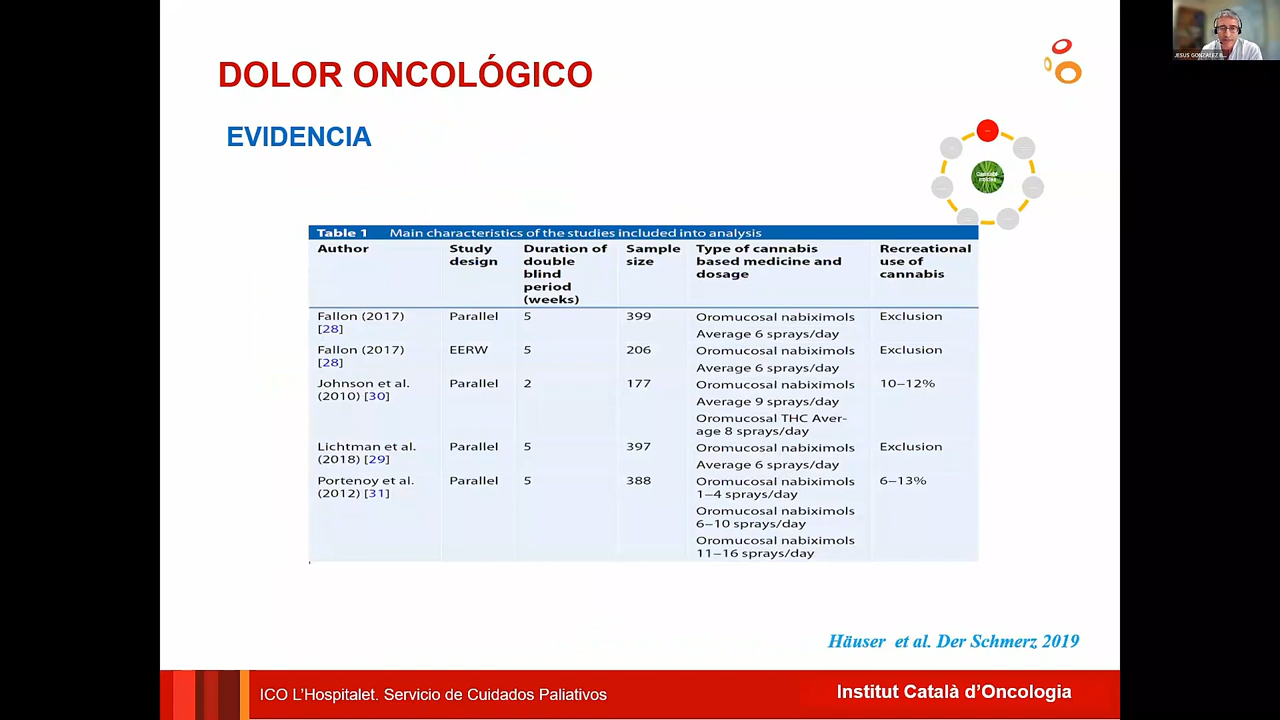 DOLOR ONCOLÓGICO
EVIDENCIA
Table 1 Main characteristics of the studies included into analysis
Author Study design Duration of double blind period (weeks) Sample size Type of cannabis based medicine and dosage Recreational use of cannabis
Fallon (2017) [28] Parallel 5 399 Oromucosal nabiximols Average 6 sprays/day Exclusion
Fallon (2017) [28] EERW 5 206 Oromucosal nabiximols Average 6 sprays/day Exclusion
Johnson et al. (2010) [30] Parallel 2 177 Oromucosal nabiximols Average 9 sprays/day Oromucosal THC Aver-age 8 sprays/day 10–12%
Lichtman et al. (2018) [29] Parallel 5 397 Oromucosal nabiximols Average 6 sprays/day Exclusion
Portenoy et al. (2012) [31] Parallel 5 388 Oromucosal nabiximols 1–4 sprays/day Oromucosal nabiximols 6–10 sprays/day Oromucosal nabiximols 11–16 sprays/day 6–13%
Häuser et al. Der Schmerz 2019
ICO L'Hospitalet. Servicio de Cuidados Paliativos
Institut Català d'Oncologia
JESUS GONZALEZ